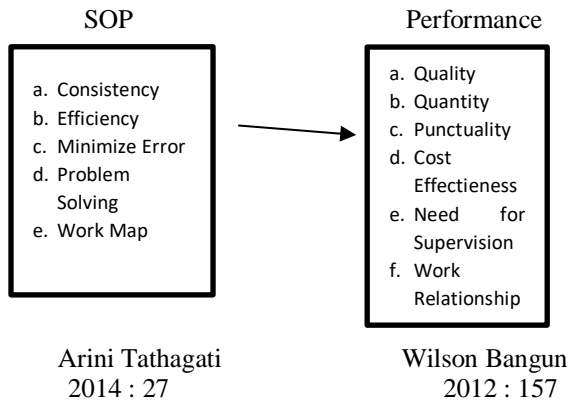 SOP
a. Consistency
b. Efficiency
c. Minimize Error
d. Problem
Solving
e. Work Map
Arini Tathagati
2014 : 27
Performance
a. Quality
b. Quantity
c. Punctuality
d. Cost
Effectieness
e. Need for
Supervision
f. Work
Relationship
Wilson Bangun
2012 : 157